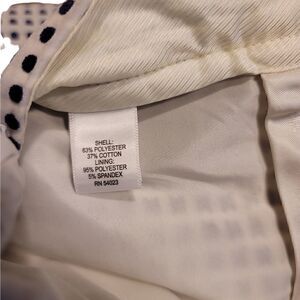 SHELL:
63% POLYESTER
37% COTTON
LINING:
95% POLYESTER
5% SPANDEX
RN 54023